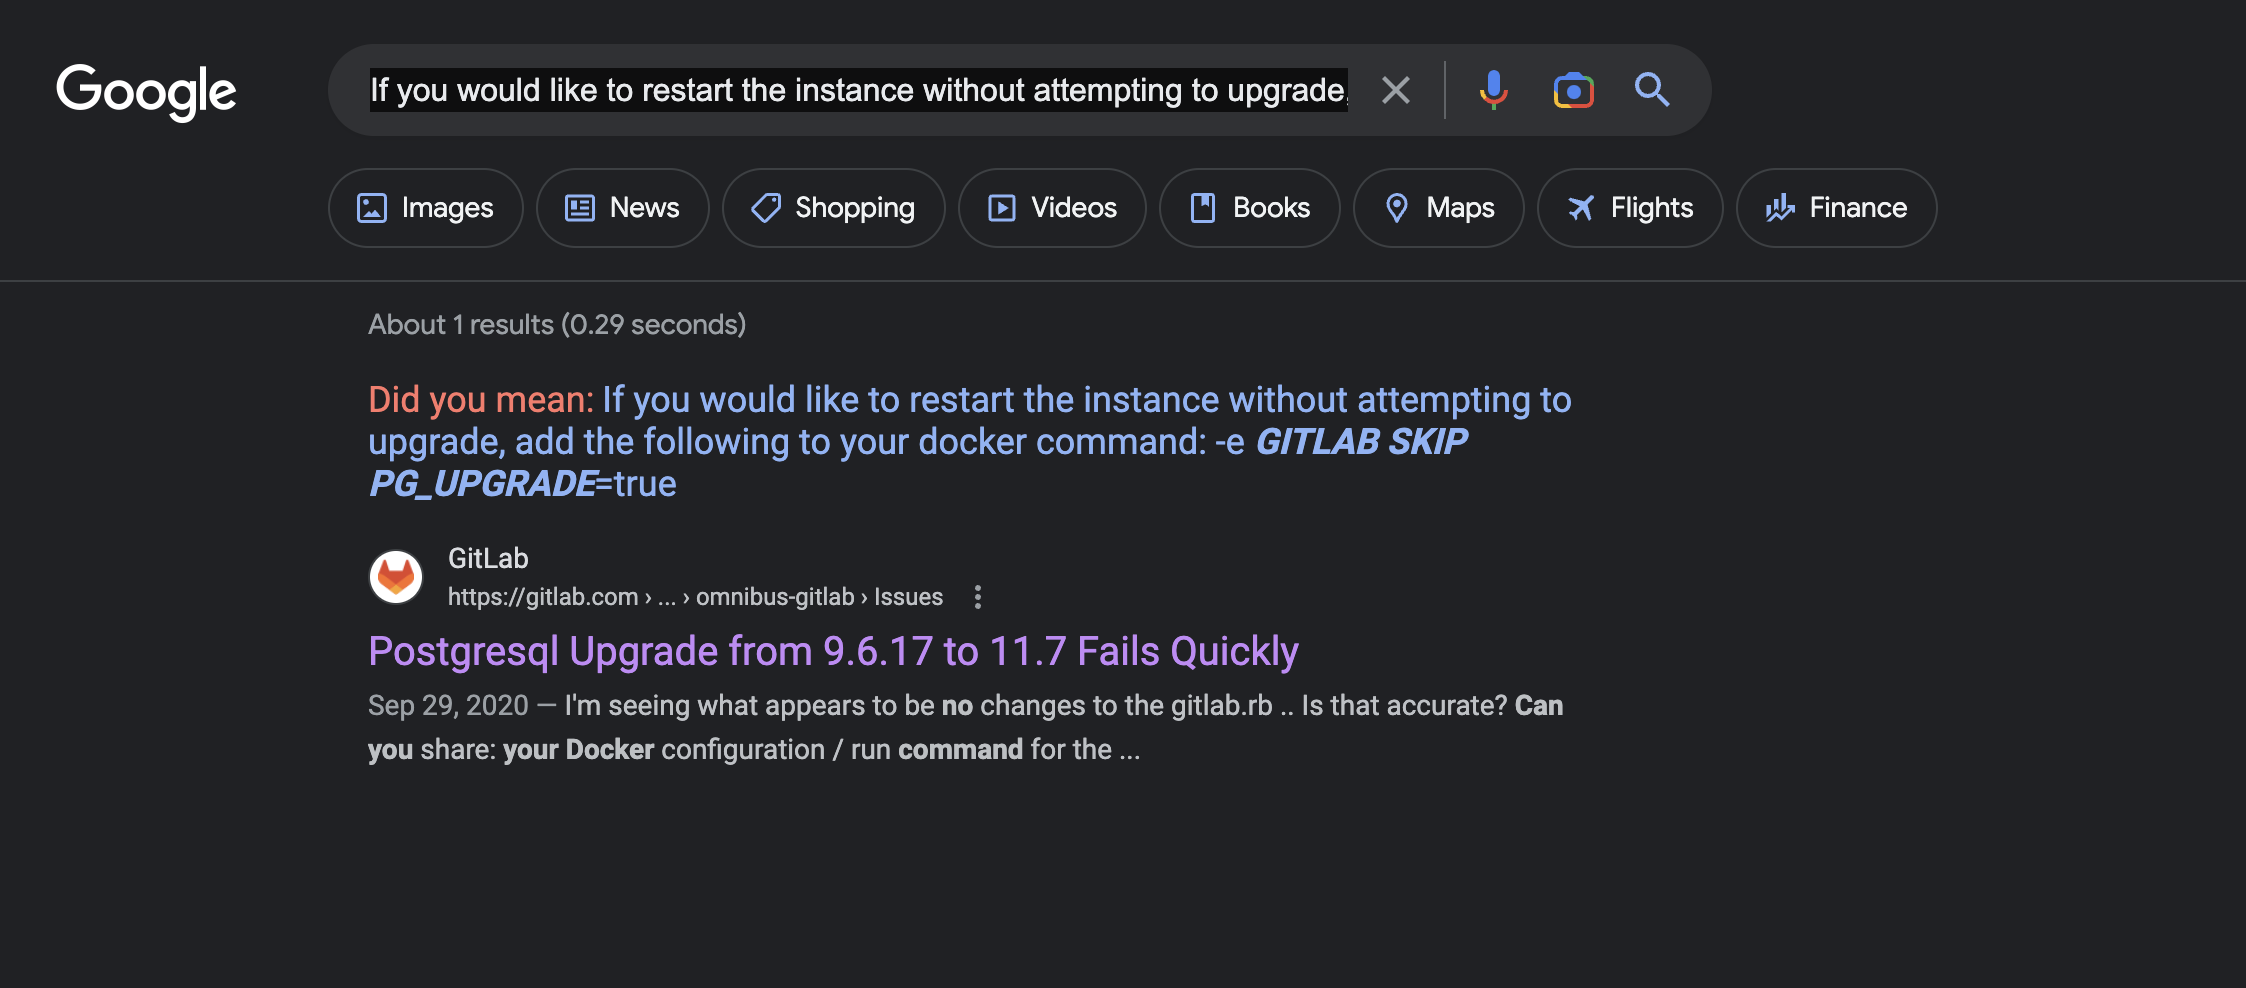 Google
If you would like to restart the instance without attempting to upgrade,
Images
News
Shopping
Videos
Books
Maps
Flights
Finance
About 1 results (0.29 seconds)
Did you mean: If you would like to restart the instance without attempting to
upgrade, add the following to your docker command: -e GITLAB SKIP
PG_UPGRADE=true
GitLab
https://gitlab.com › ... › omnibus-gitlab › Issues
Postgresql Upgrade from 9.6.17 to 11.7 Fails Quickly
Sep 29, 2020 — I'm seeing what appears to be no changes to the gitlab.rb .. Is that accurate? Can
you share: your Docker configuration / run command for the ...